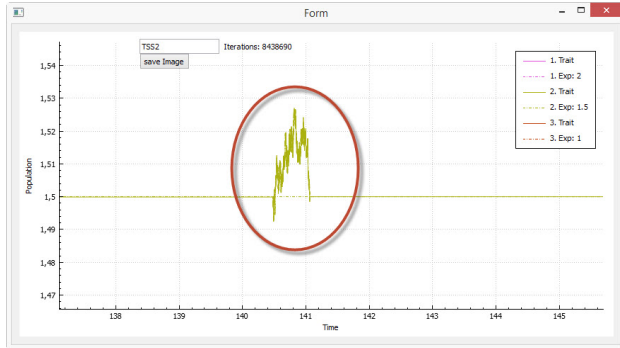 Form
TSS2
Iterations: 8438690
save Image
1. Trait
1. Exp: 2
2. Trait
2. Exp: 1.5
3. Trait
3. Exp: 1
Population
1,54
1,53
1,52
1,51
1,5
1,49
1,48
1,47
138 139 140 141 142 143 144 145
Time